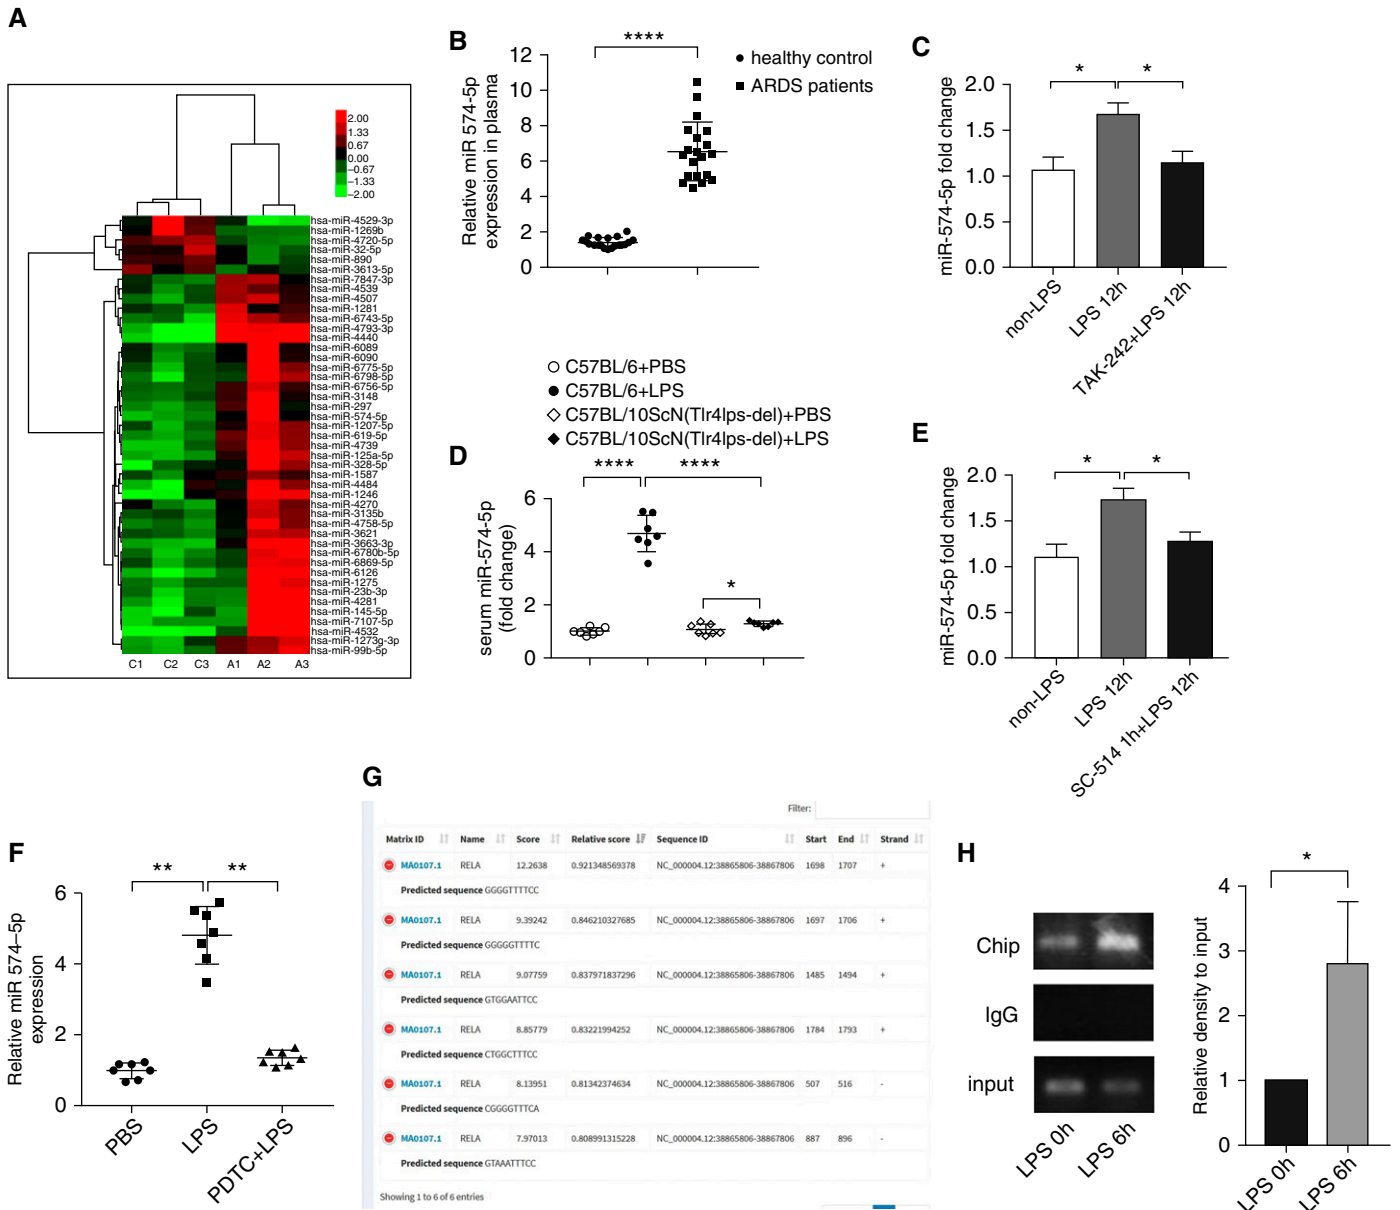 A
2.00
1.33
0.67
0.00
−0.67
−1.33
−2.00
hsa-miR-4529-3p
hsa-miR-1269b
hsa-miR-4720-5p
hsa-miR-32-5p
hsa-miR-890
hsa-miR-3613-5p
hsa-miR-7847-3p
hsa-miR-4539
hsa-miR-4507
hsa-miR-1281
hsa-miR-6743-5p
hsa-miR-4793-3p
hsa-miR-4440
hsa-miR-6089
hsa-miR-6090
hsa-miR-6775-5p
hsa-miR-6798-5p
hsa-miR-6756-5p
hsa-miR-3148
hsa-miR-297
hsa-miR-574-5p
hsa-miR-1207-5p
hsa-miR-619-5p
hsa-miR-4739
hsa-miR-125a-5p
hsa-miR-328-5p
hsa-miR-1587
hsa-miR-4484
hsa-miR-1246
hsa-miR-4270
hsa-miR-3135b
hsa-miR-4758-5p
hsa-miR-3621
hsa-miR-3663-3p
hsa-miR-6780b-5p
hsa-miR-6869-5p
hsa-miR-6126
hsa-miR-1275
hsa-miR-23b-3p
hsa-miR-4281
hsa-miR-145-5p
hsa-miR-7107-5p
hsa-miR-4532
hsa-miR-1273g-3p
hsa-miR-99b-5p
C1 C2 C3 A1 A2 A3
B
Relative miR 574-5p
expression in plasma
12
10
8
6
4
2
0
****
healthy control
ARDS patients
C
miR-574-5p fold change
2.0
1.5
1.0
0.5
0.0
* *
non-LPS
LPS 12h
TAK-242+LPS 12h
C57BL/6+PBS
C57BL/6+LPS
C57BL/10ScN(Tlr4lps-del)+PBS
C57BL/10ScN(Tlr4lps-del)+LPS
D
serum miR-574-5p
(fold change)
6
4
2
0
**** ****
*
E
miR-574-5p fold change
2.0
1.5
1.0
0.5
0.0
* *
non-LPS
LPS 12h
SC-514 1h+LPS 12h
F
Relative miR 574–5p
expression
6
4
2
0
** **
PBS
LPS
PDTC+LPS
G
Filter:
Matrix ID Name Score Relative score Sequence ID Start End Strand
MA0107.1 RELA 12.2638 0.921348569378 NC_000004.12:38865806-38867806 1698 1707 +
Predicted sequence GGGGTTTTCC
MA0107.1 RELA 9.39242 0.846210327685 NC_000004.12:38865806-38867806 1697 1706 +
Predicted sequence GGGGGTTTTC
MA0107.1 RELA 9.07759 0.837971837296 NC_000004.12:38865806-38867806 1485 1494 +
Predicted sequence GTGGAATTCC
MA0107.1 RELA 8.85779 0.83221994252 NC_000004.12:38865806-38867806 1784 1793 +
Predicted sequence CTGGCTTTCC
MA0107.1 RELA 8.13951 0.81342374634 NC_000004.12:38865806-38867806 507 516 -
Predicted sequence CGGGGTTTCA
MA0107.1 RELA 7.97013 0.808991315228 NC_000004.12:38865806-38867806 887 896 -
Predicted sequence GTAAATTTCC
Showing 1 to 6 of 6 entries
H
Chip
IgG
input
LPS 0h
LPS 6h
Relative density to input
4
3
2
1
0
*
LPS 0h
LPS 6h